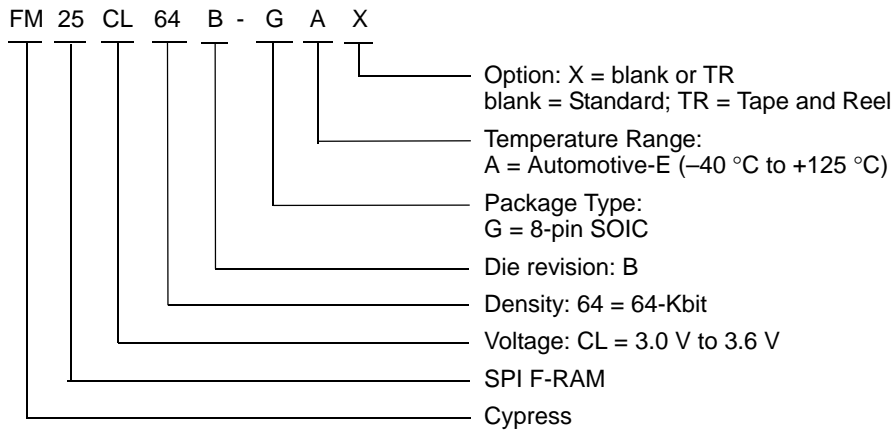 FM 25 CL 64 B - G A X
Option: X = blank or TR
blank = Standard; TR = Tape and Reel
Temperature Range:
A = Automotive-E (–40 °C to +125 °C)
Package Type:
G = 8-pin SOIC
Die revision: B
Density: 64 = 64-Kbit
Voltage: CL = 3.0 V to 3.6 V
SPI F-RAM
Cypress